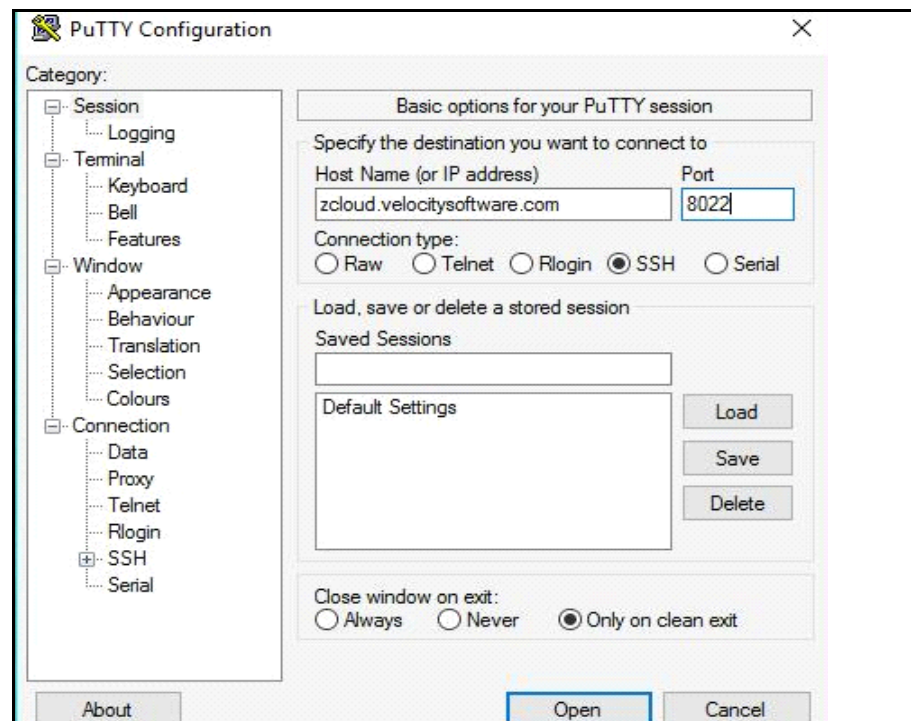 PuTTY Configuration
Category:
Session
Logging
Terminal
Keyboard
Bell
Features
Window
Appearance
Behaviour
Translation
Selection
Colours
Connection
Data
Proxy
Telnet
Rlogin
SSH
Serial
Basic options for your PuTTY session
Specify the destination you want to connect to
Host Name (or IP address) Port
zcloud.velocitysoftware.com 8022
Connection type:
Raw Telnet Rlogin SSH Serial
Load, save or delete a stored session
Saved Sessions
Default Settings
Load
Save
Delete
Close window on exit:
Always Never Only on clean exit
About Open Cancel